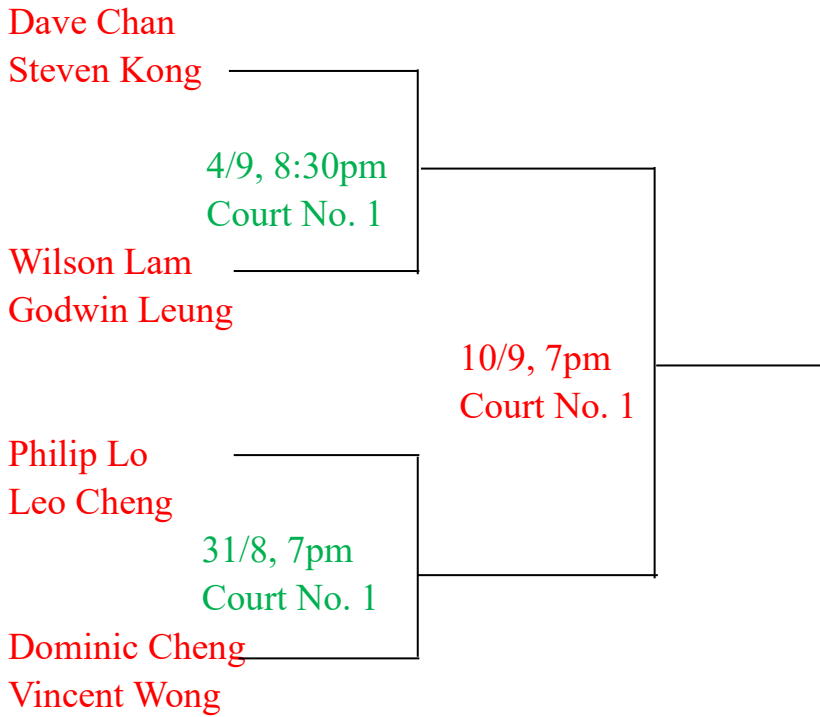 Dave Chan
Steven Kong
4/9, 8:30pm
Court No. 1
Wilson Lam
Godwin Leung
10/9, 7pm
Court No. 1
Philip Lo
Leo Cheng
31/8, 7pm
Court No. 1
Dominic Cheng
Vincent Wong